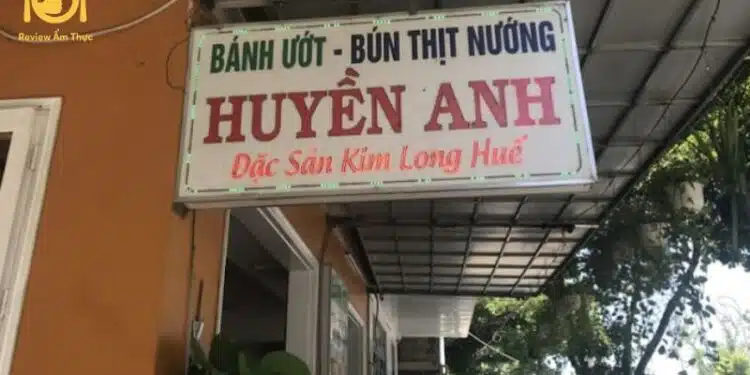 Review Ẩm Thực
BÁNH ƯỚT - BÚN THỊT NƯỚNG
HUYỀN ANH
Đặc Sản Kim Long Huế